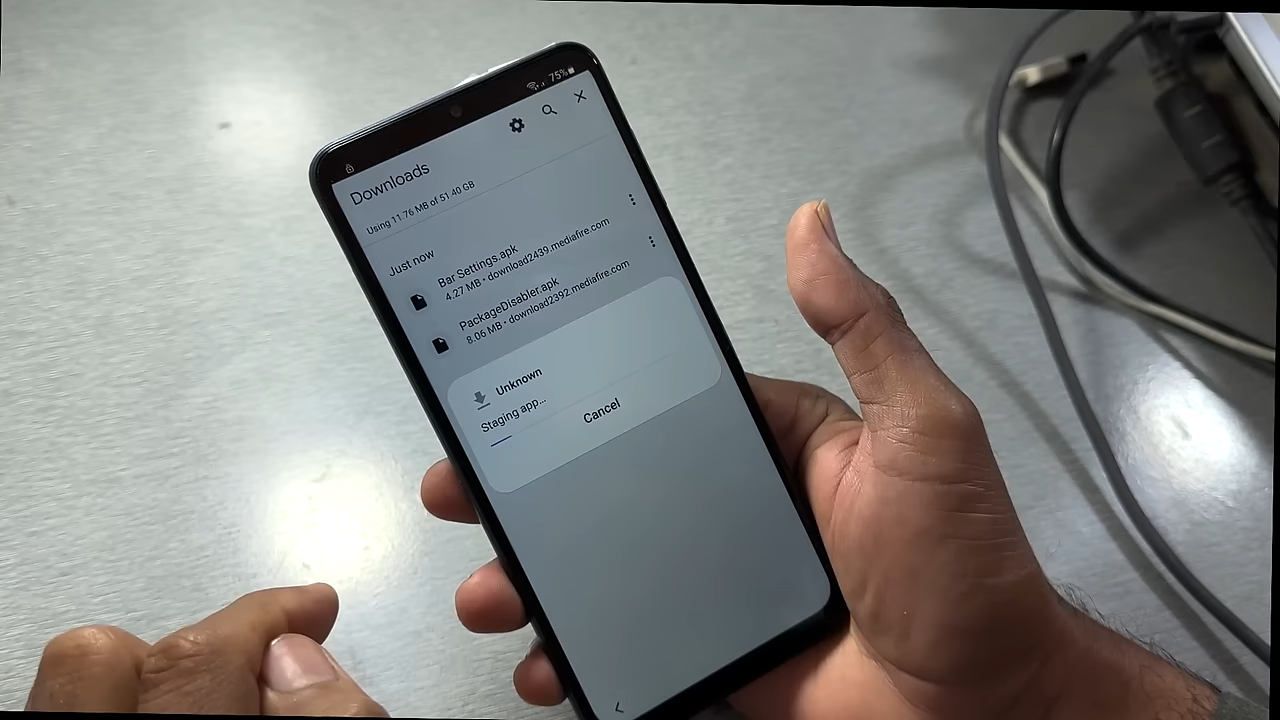 75%
Downloads
Using 11.76 MB of 51.40 GB
Just now
Bar Settings.apk
4.27 MB • download2439.mediafire.com
PackageDisabler.apk
8.06 MB • download2392.mediafire.com
Unknown
Staging app...
Cancel